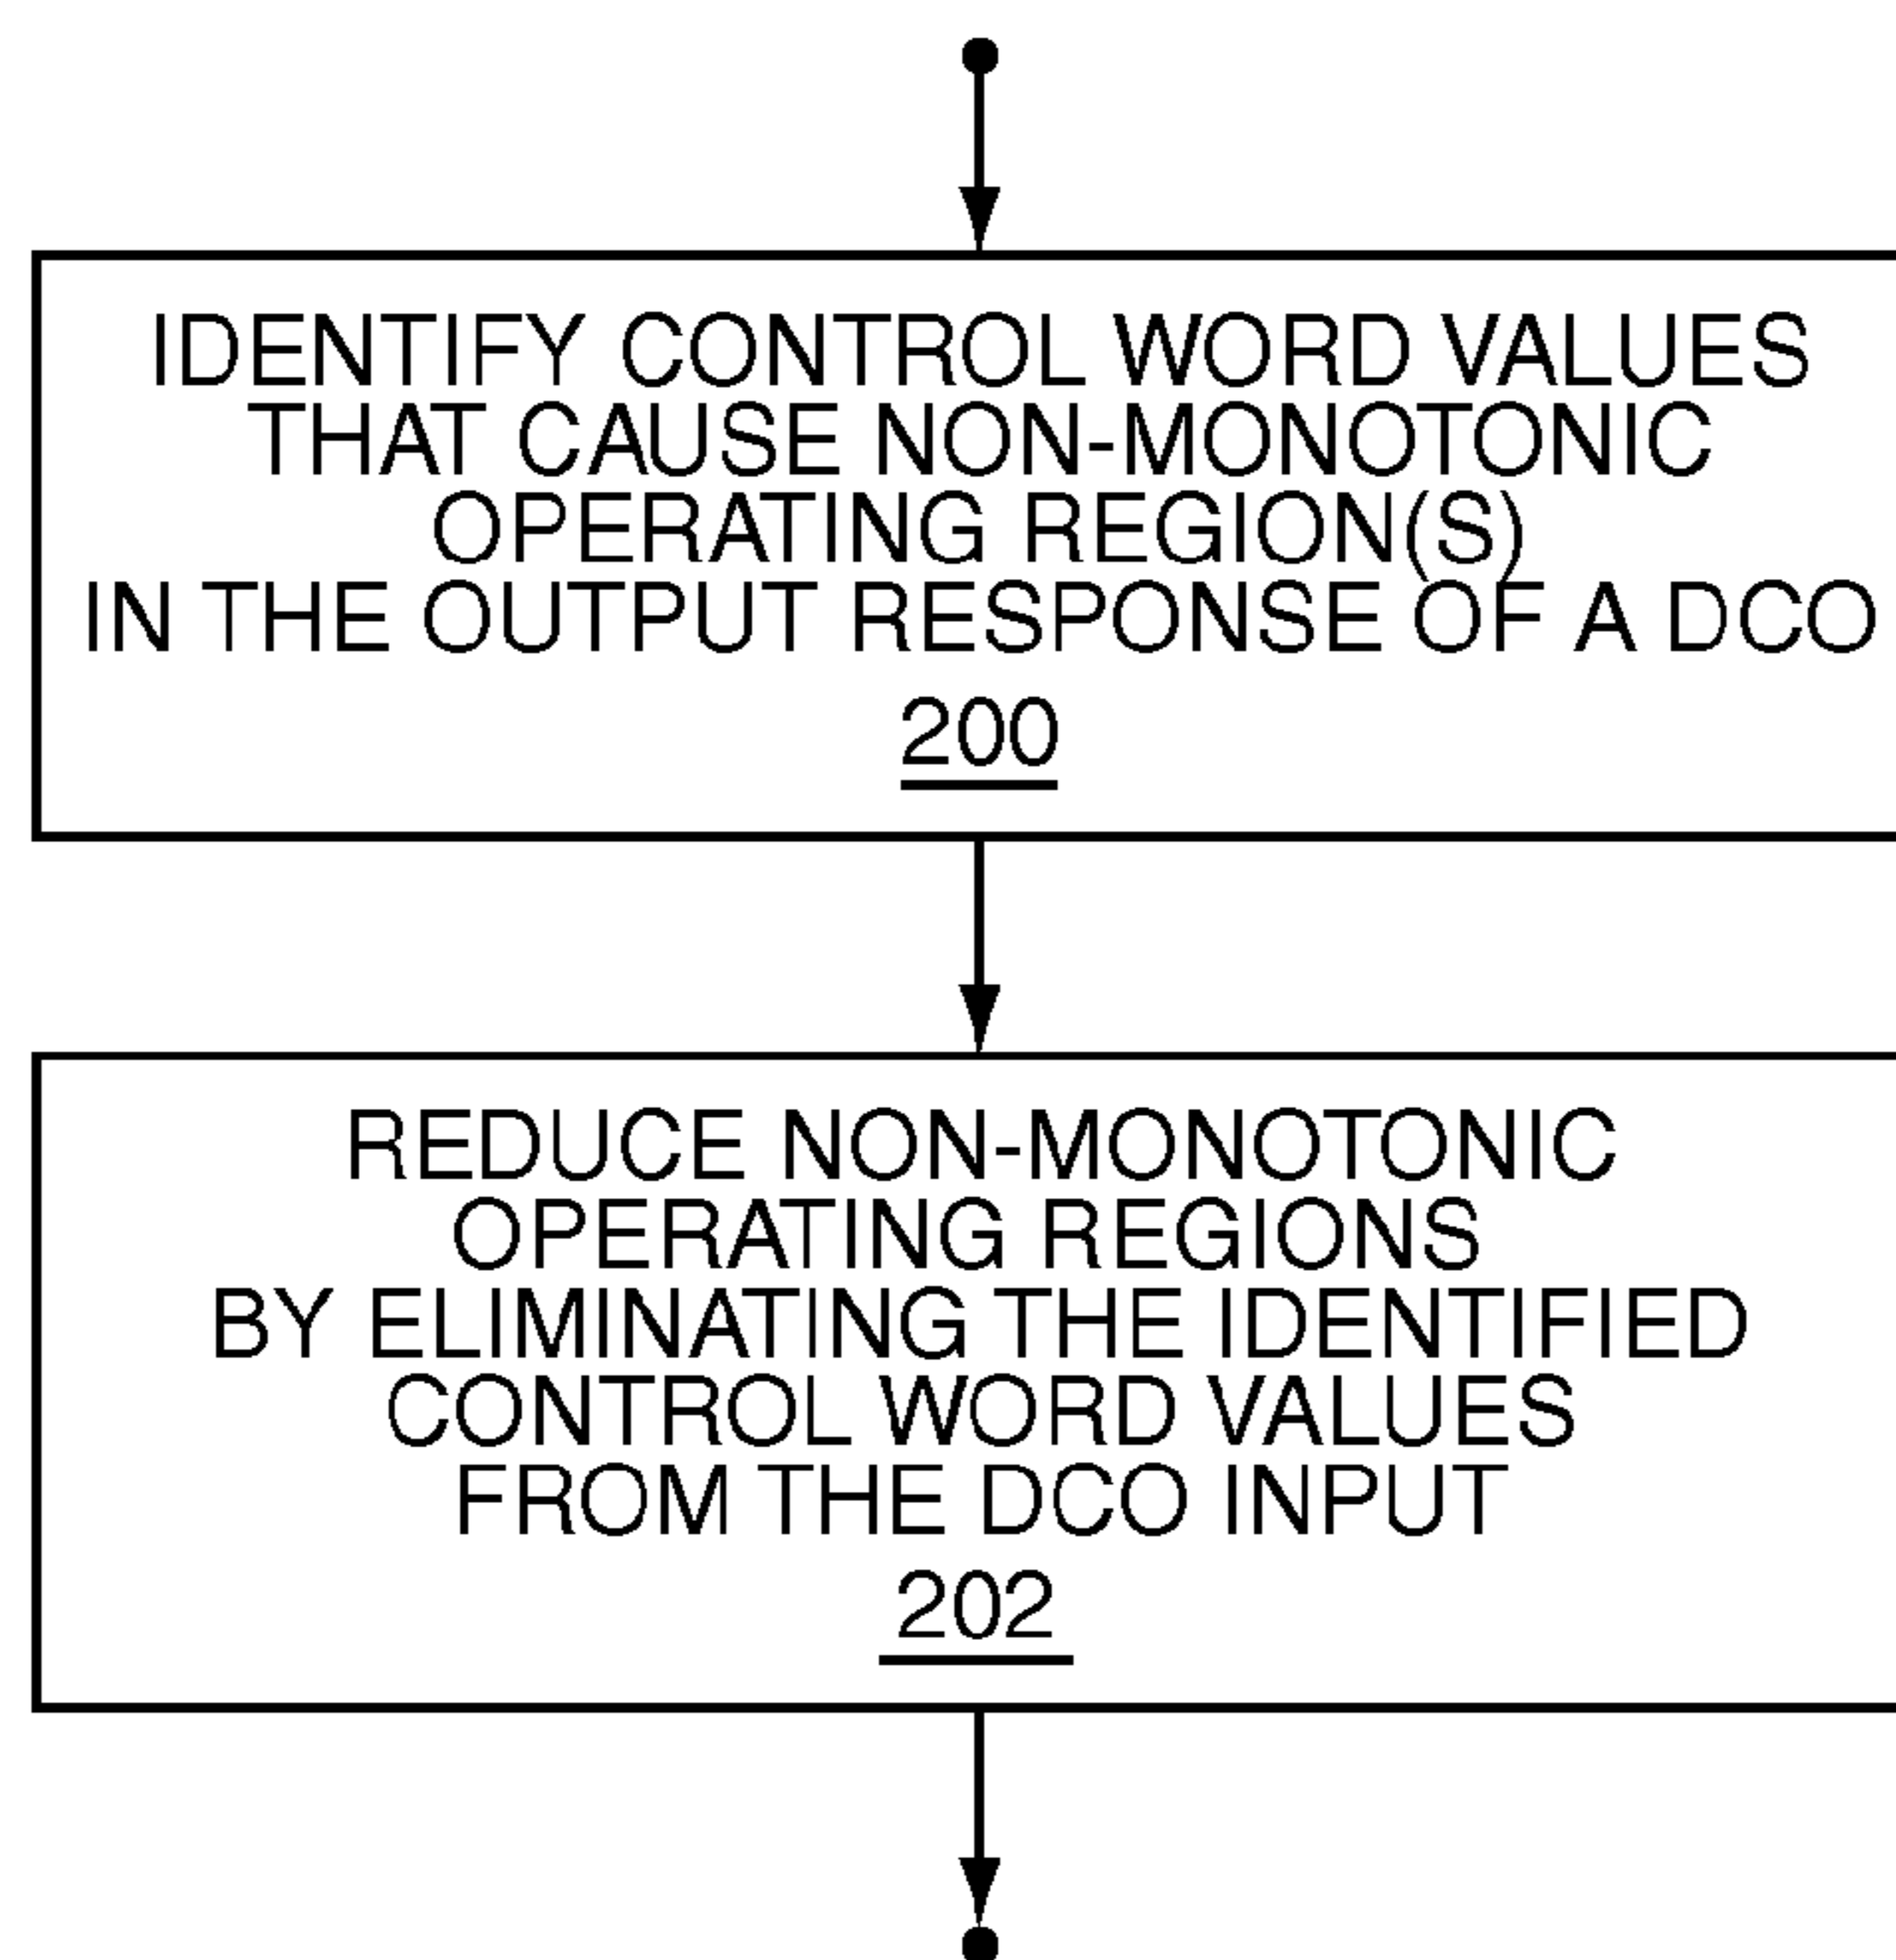 IDENTIFY CONTROL WORD VALUES
THAT CAUSE NON-MONOTONIC
OPERATING REGION(S)
IN THE OUTPUT RESPONSE OF A DCO
200
REDUCE NON-MONOTONIC
OPERATING REGIONS
BY ELIMINATING THE IDENTIFIED
CONTROL WORD VALUES
FROM THE DCO INPUT
202